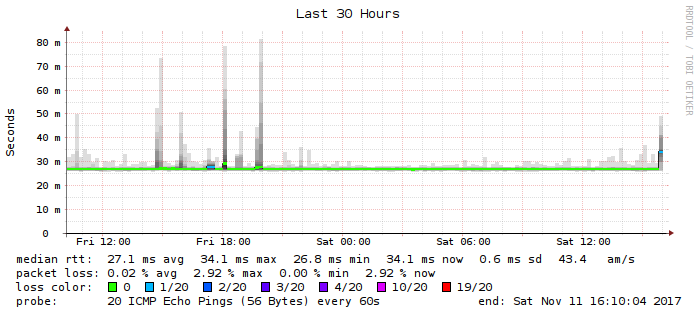 Last 30 Hours
RRDTOOL / TOBI OETIKER
Seconds
80 m
70 m
60 m
50 m
40 m
30 m
20 m
10 m
0
Fri 12:00 Fri 18:00 Sat 00:00 Sat 06:00 Sat 12:00
median rtt: 27.1 ms avg 34.1 ms max 26.8 ms min 34.1 ms now 0.6 ms sd 43.4 am/s
packet loss: 0.02 % avg 2.92 % max 0.00 % min 2.92 % now
loss color: 0 1/20 2/20 3/20 4/20 10/20 19/20
probe: 20 ICMP Echo Pings (56 Bytes) every 60s end: Sat Nov 11 16:10:04 2017